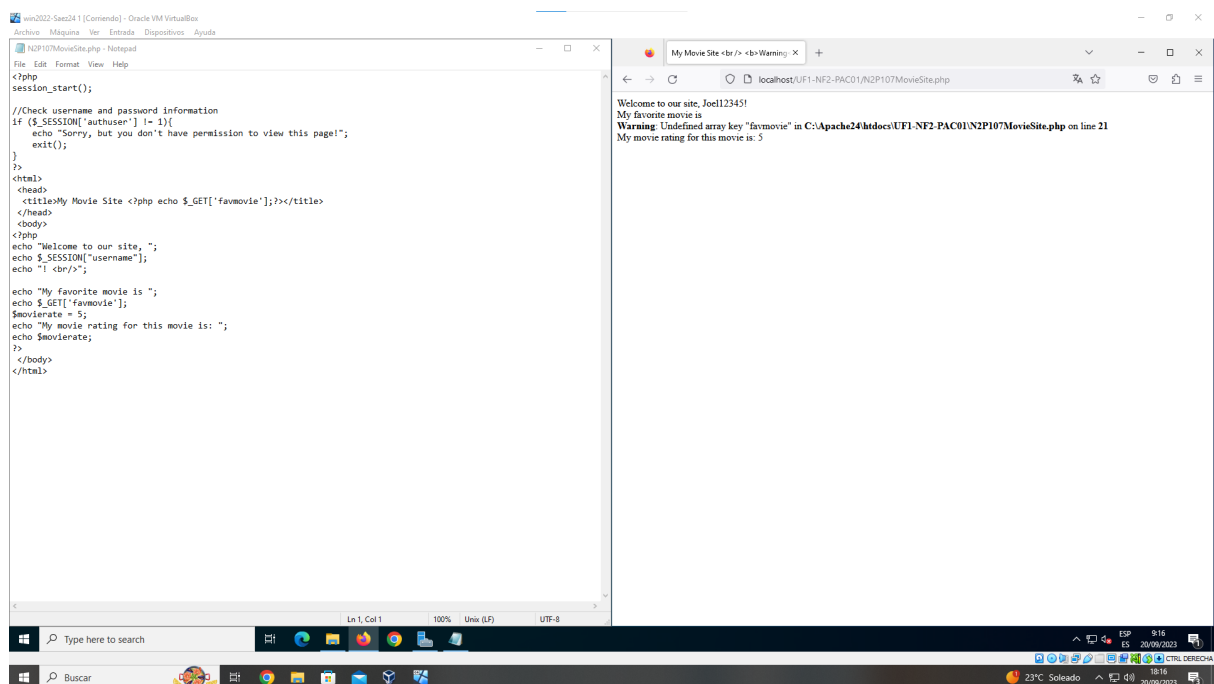 win2022-Saez24 1 [Corriendo] - Oracle VM VirtualBox
Archivo Máquina Ver Entrada Dispositivos Ayuda
N2P107MovieSite.php - Notepad
File Edit Format View Help
<?php
session_start();
//Check username and password information
if ($_SESSION['authuser'] != 1){
    echo "Sorry, but you don't have permission to view this page!";
    exit();
}
?>
<html>
 <head>
  <title>My Movie Site <?php echo $_GET['favmovie'];?></title>
 </head>
 <body>
<?php
echo "Welcome to our site, ";
echo $_SESSION["username"];
echo "! <br/>";
echo "My favorite movie is ";
echo $_GET['favmovie'];
$movierate = 5;
echo "My movie rating for this movie is: ";
echo $movierate;
?>
 </body>
</html>
Ln 1, Col 1 100% Unix (LF) UTF-8
My Movie Site <br /> <b>Warning
localhost/UF1-NF2-PAC01/N2P107MovieSite.php
Welcome to our site, Joel12345!
My favorite movie is
Warning: Undefined array key "favmovie" in C:\Apache24\htdocs\UF1-NF2-PAC01\N2P107MovieSite.php on line 21
My movie rating for this movie is: 5
Type here to search
ESP 9:16
ES 20/09/2023
CTRL DERECHA
Buscar
23°C Soleado
18:16
20/09/2023